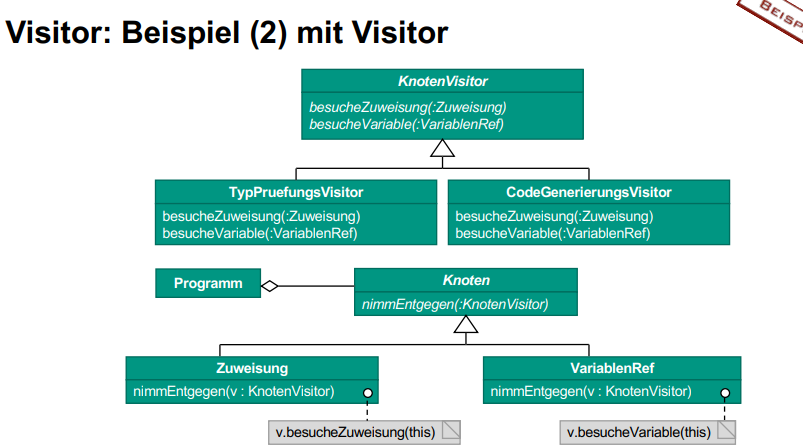 Visitor: Beispiel (2) mit Visitor
KnotenVisitor
besucheZuweisung(:Zuweisung)
besucheVariable(:VariablenRef)
TypPruefungsVisitor
besucheZuweisung(:Zuweisung)
besucheVariable(:VariablenRef)
CodeGenerierungsVisitor
besucheZuweisung(:Zuweisung)
besucheVariable(:VariablenRef)
Programm
Knoten
nimmEntgegen(:KnotenVisitor)
Zuweisung
nimmEntgegen(v : KnotenVisitor)
VariablenRef
nimmEntgegen(v : KnotenVisitor)
v.besucheZuweisung(this)
v.besucheVariable(this)